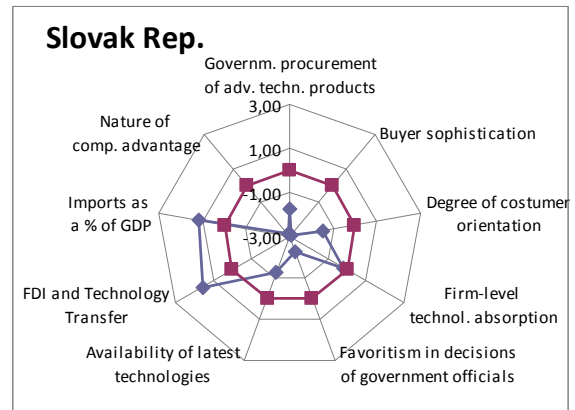 Slovak Rep.
Governm. procurement
of adv. techn. products
3,00
Nature of
comp. advantage
Buyer sophistication
1,00
Imports as
a % of GDP
-1,00
Degree of costumer
orientation
-3,00
FDI and Technology
Transfer
Firm-level
technol. absorption
Availability of latest
technologies
Favoritism in decisions
of government officials